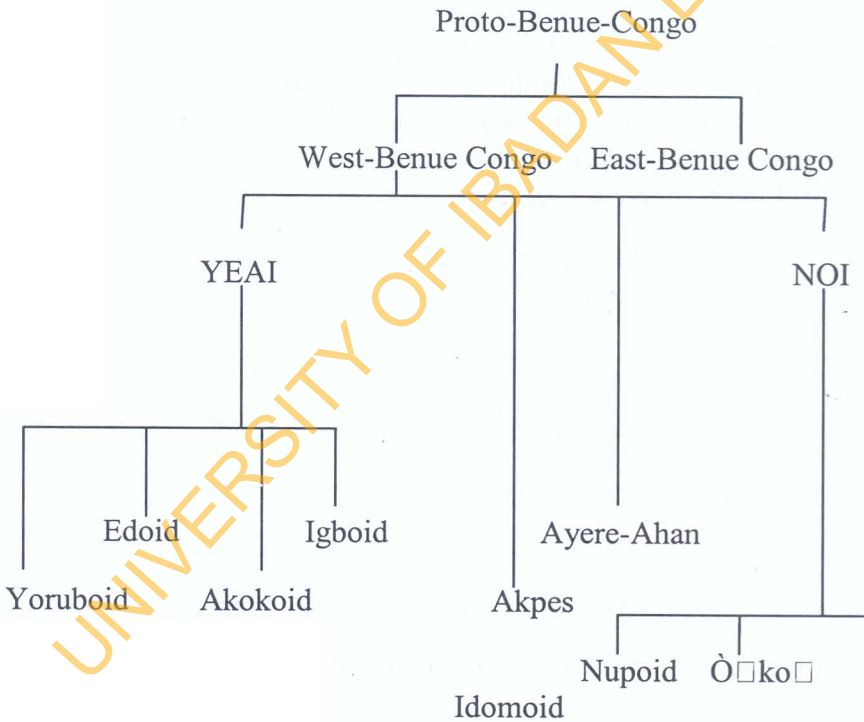 Proto-Benue-Congo
West-Benue Congo East-Benue Congo
YEAI NOI
Edoid Igboid Ayere-Ahan
Yoruboid Akokoid Akpes
Nupoid Ò□ko□
Idomoid
UNIVERSITY OF IBADAN